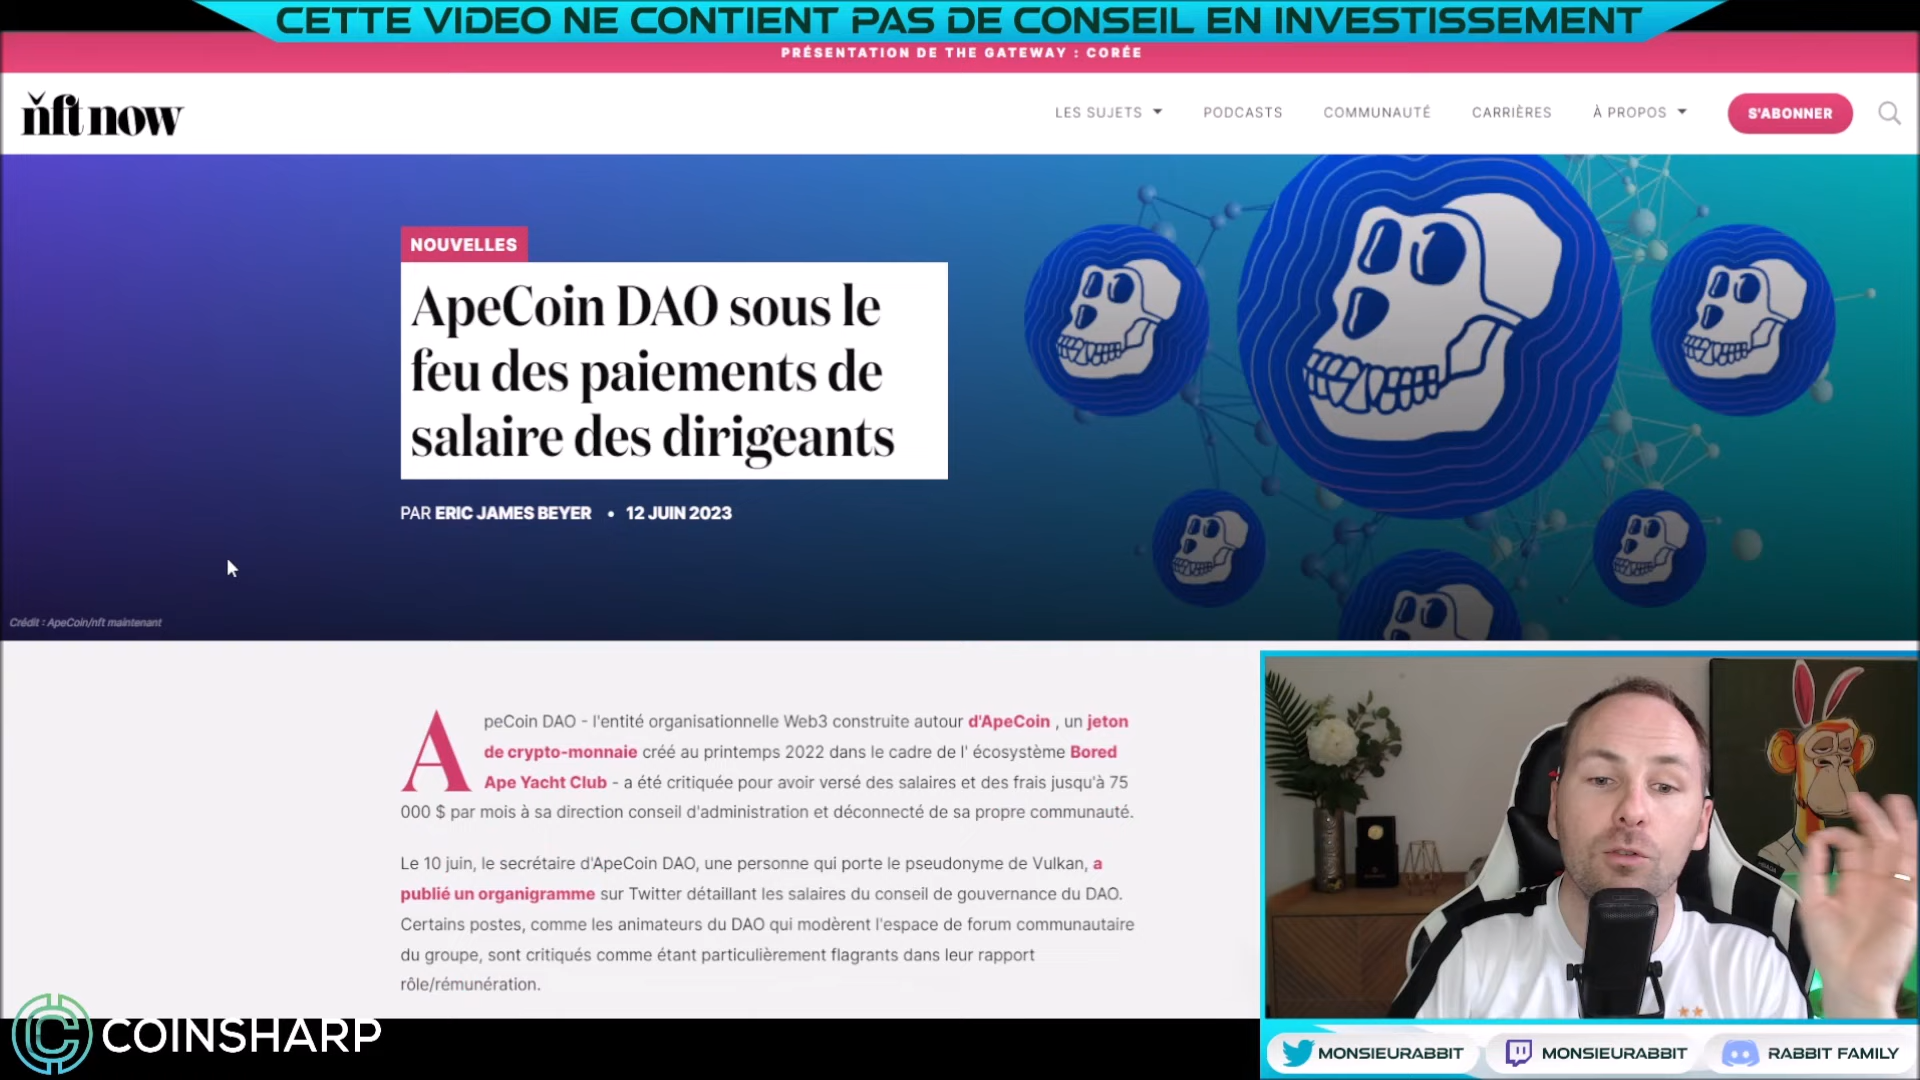 CETTE VIDEO NE CONTIENT PAS DE CONSEIL EN INVESTISSEMENT
PRÉSENTATION DE THE GATEWAY : CORÉE
nft now
LES SUJETS
PODCASTS
COMMUNAUTÉ
CARRIÈRES
À PROPOS
S'ABONNER
NOUVELLES
ApeCoin DAO sous le
feu des paiements de
salaire des dirigeants
PAR ERIC JAMES BEYER • 12 JUIN 2023
Crédit : ApeCoin/nft maintenant
ApeCoin DAO - l'entité organisationnelle Web3 construite autour d'ApeCoin , un jeton
de crypto-monnaie créé au printemps 2022 dans le cadre de l' écosystème Bored
Ape Yacht Club - a été critiquée pour avoir versé des salaires et des frais jusqu'à 75
000 $ par mois à sa direction conseil d'administration et déconnecté de sa propre communauté.
Le 10 juin, le secrétaire d'ApeCoin DAO, une personne qui porte le pseudonyme de Vulkan, a
publié un organigramme sur Twitter détaillant les salaires du conseil de gouvernance du DAO.
Certains postes, comme les animateurs du DAO qui modèrent l'espace de forum communautaire
du groupe, sont critiqués comme étant particulièrement flagrants dans leur rapport
rôle/rémunération.
COINSHARP
MONSIEURABBIT
MONSIEURABBIT
RABBIT FAMILY